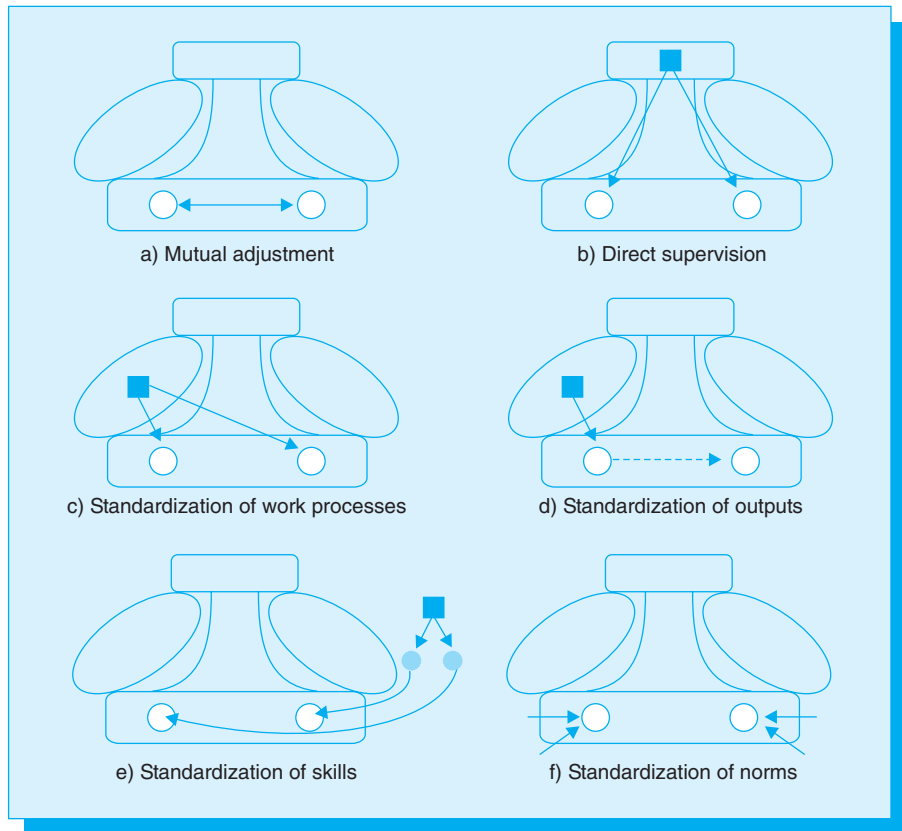 a) Mutual adjustment
b) Direct supervision
c) Standardization of work processes
d) Standardization of outputs
e) Standardization of skills
f) Standardization of norms